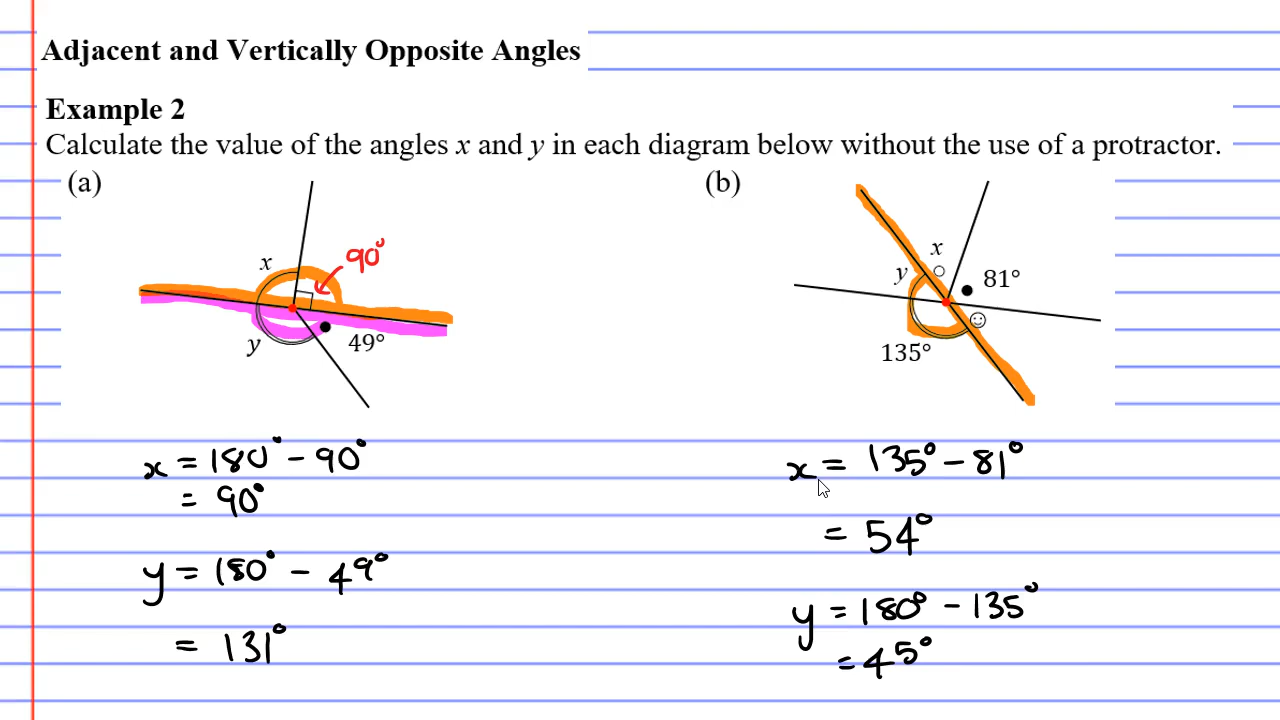 Adjacent and Vertically Opposite Angles
Example 2
Calculate the value of the angles x and y in each diagram below without the use of a protractor.
(a)
x
90°
y
49°
x = 180° - 90°
= 90°
y = 180° - 49°
= 131°
(b)
x
y
81°
135°
x = 135° - 81°
= 54°
y = 180° - 135°
= 45°